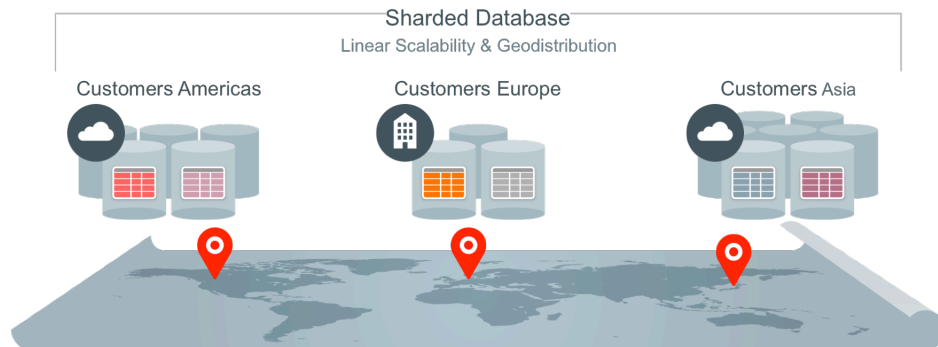 Sharded Database
Linear Scalability & Geodistribution
Customers Americas
Customers Europe
Customers Asia